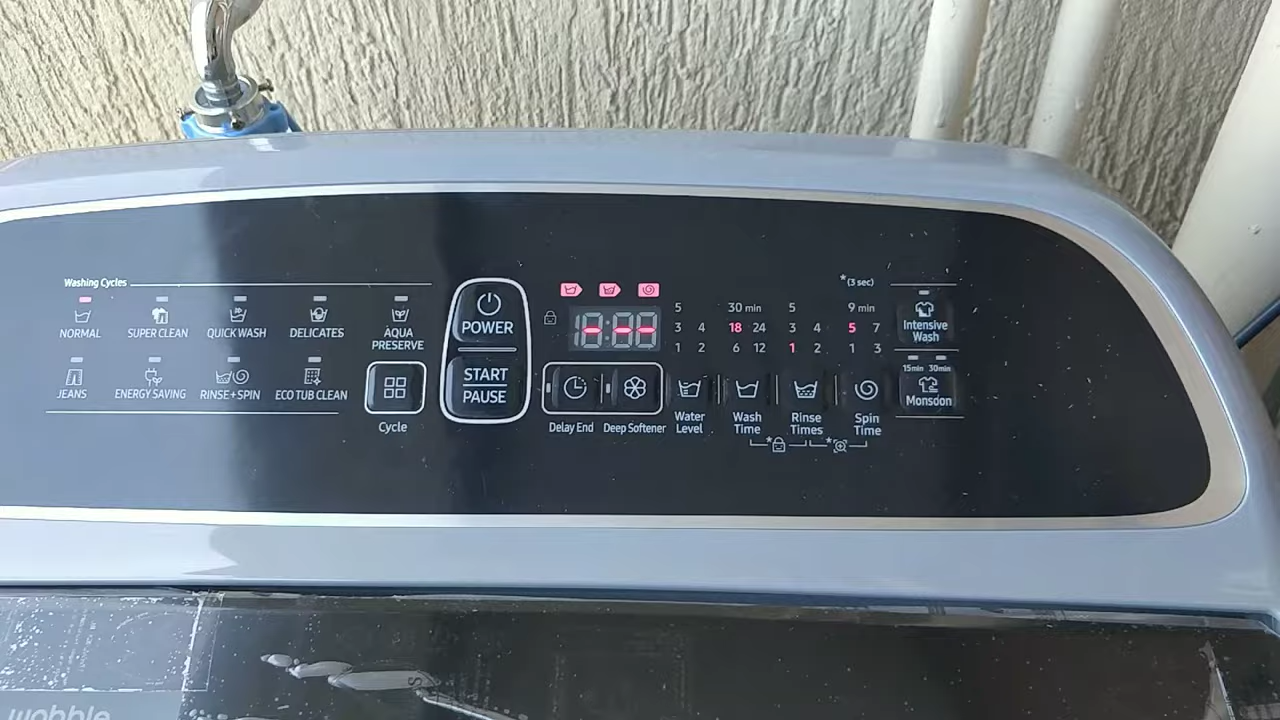 Washing Cycles
NORMAL
SUPER CLEAN
QUICK WASH
DELICATES
AQUA
PRESERVE
JEANS
ENERGY SAVING
RINSE+SPIN
ECO TUB CLEAN
Cycle
POWER
START
PAUSE
Delay End
Deep Softener
5
3 4
1 2
Water
Level
30 min
18 24
6 12
Wash
Time
5
3 4
1 2
Rinse
Times
*(3 sec)
9 min
5 7
1 3
Spin
Time
Intensive
Wash
15min 30min
Monsoon
wobble